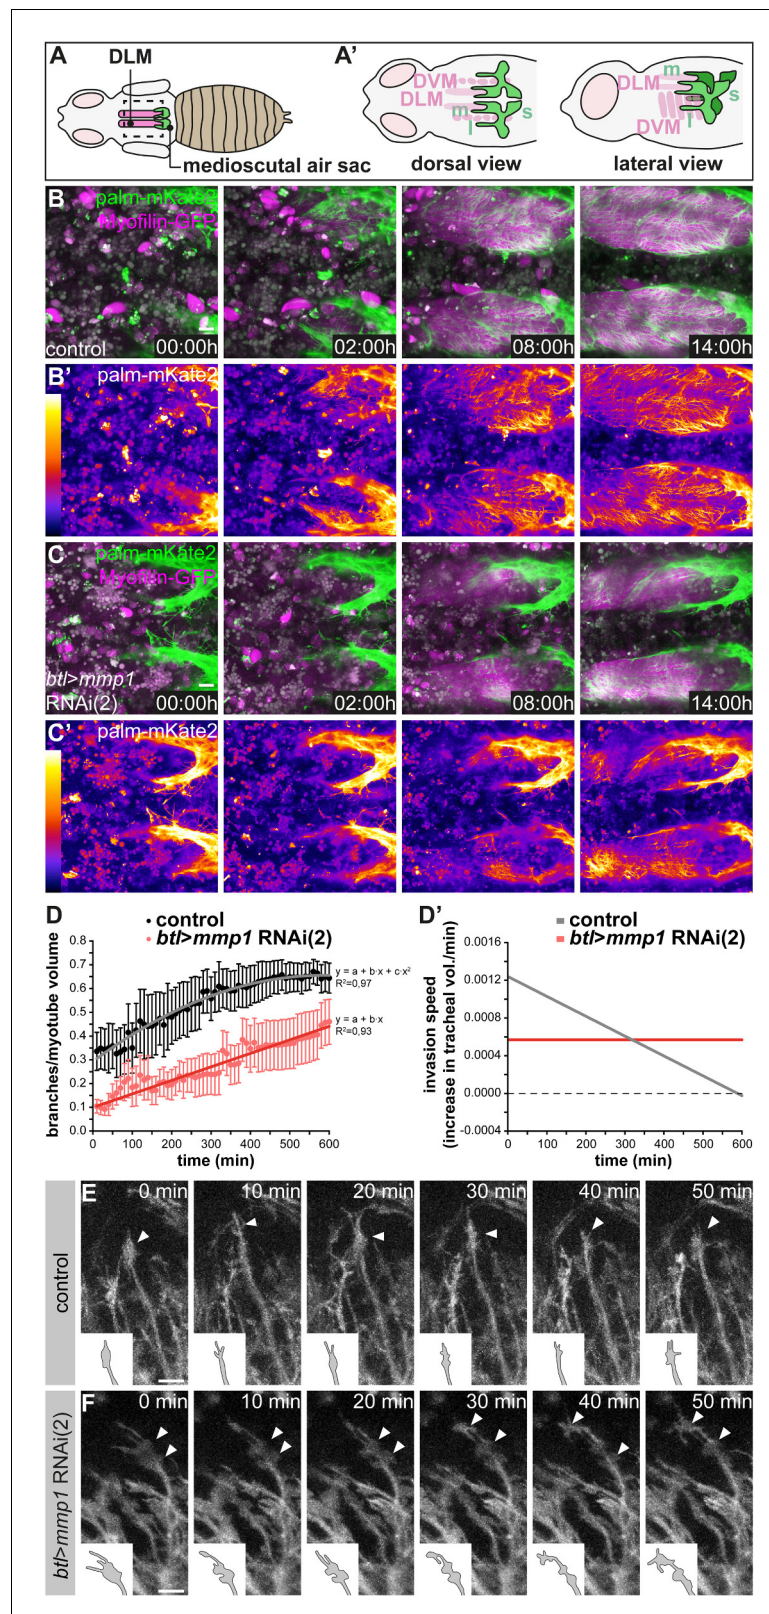 A
DLM
medioscutal air sac
A'
DVM
DLM
m
l
s
dorsal view
DLM
m
DVM
l
s
lateral view
B
palm-mKate2
Myofilin-GFP
control
00:00h
02:00h
08:00h
14:00h
B'
palm-mKate2
C
palm-mKate2
Myofilin-GFP
btl>mmp1
RNAi(2)
00:00h
02:00h
08:00h
14:00h
C'
palm-mKate2
D
control
btl>mmp1 RNAi(2)
branches/myotube volume
0.8
0.7
0.6
0.5
0.4
0.3
0.2
0.1
0.0
y = a + b·x + c·x²
R²=0,97
y = a + b·x
R²=0,93
0 100 200 300 400 500 600
time (min)
D'
control
btl>mmp1 RNAi(2)
invasion speed
(increase in tracheal vol./min)
0.0016
0.0012
0.0008
0.0004
0.0000
-0.0004
0 100 200 300 400 500 600
time (min)
control
E
0 min
10 min
20 min
30 min
40 min
50 min
btl>mmp1 RNAi(2)
F
0 min
10 min
20 min
30 min
40 min
50 min